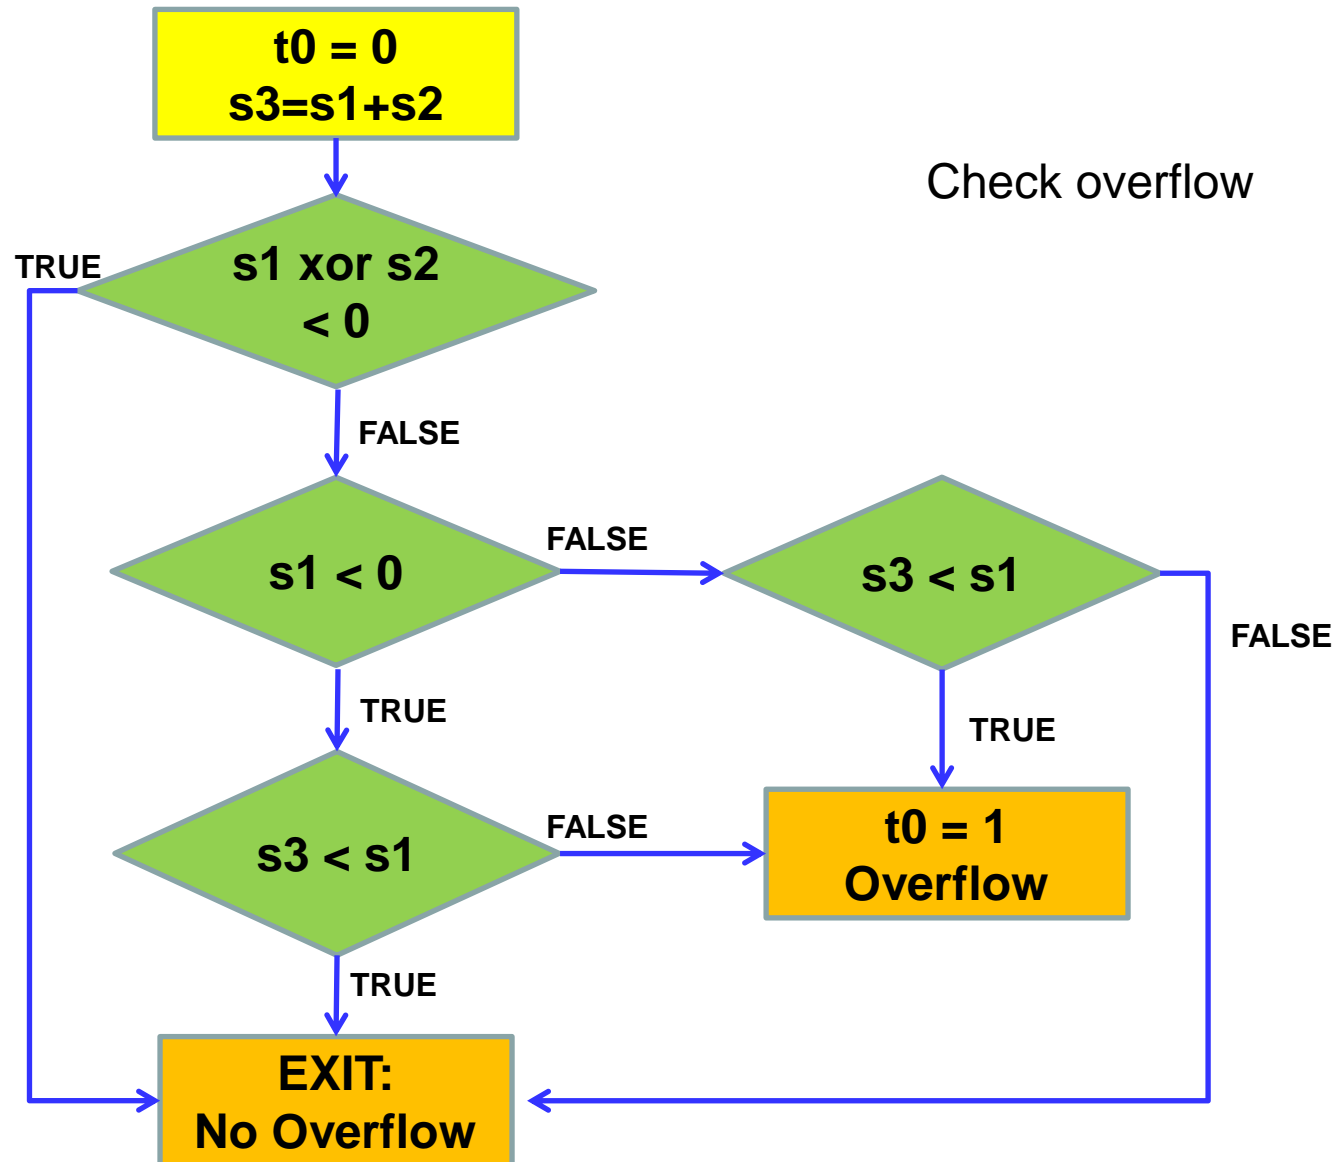 t0 = 0
s3=s1+s2
Check overflow
TRUE
s1 xor s2
< 0
FALSE
s1 < 0
FALSE
s3 < s1
FALSE
TRUE
TRUE
s3 < s1
FALSE
t0 = 1
Overflow
TRUE
EXIT:
No Overflow